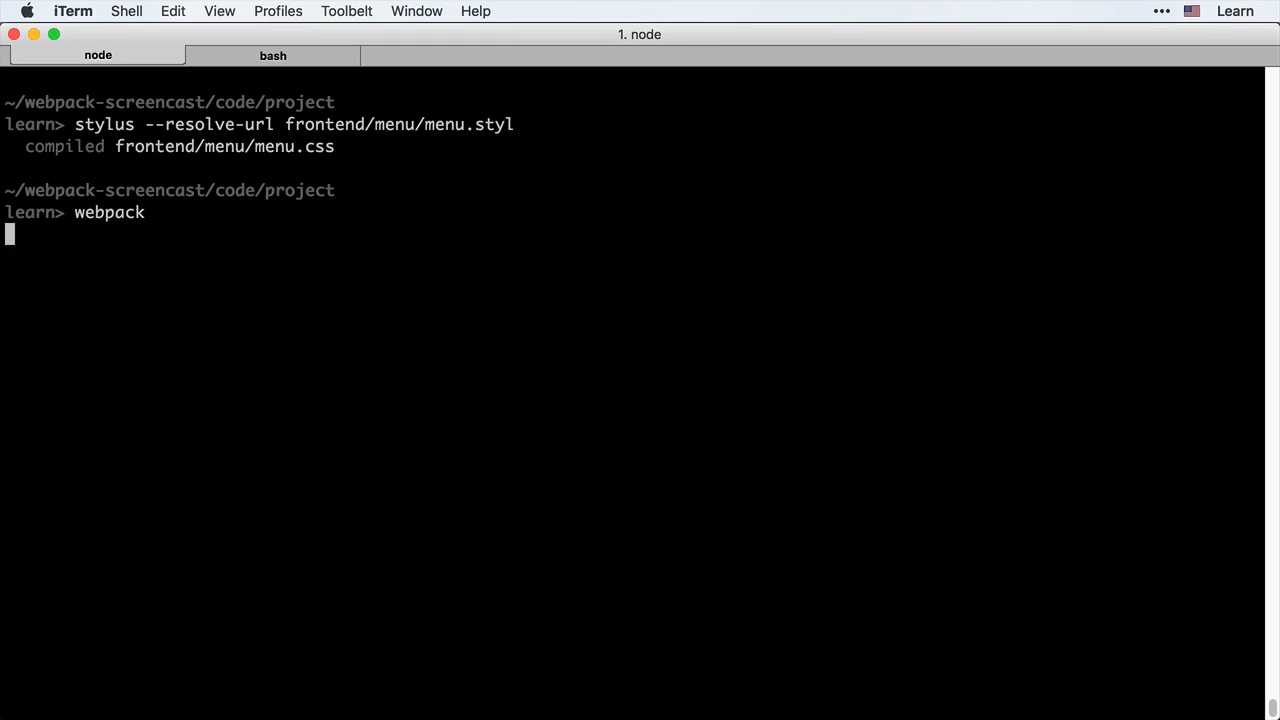 iTerm Shell Edit View Profiles Toolbelt Window Help ••• Learn
1. node
node bash
~/webpack-screencast/code/project
learn> stylus --resolve-url frontend/menu/menu.styl
compiled frontend/menu/menu.css
~/webpack-screencast/code/project
learn> webpack